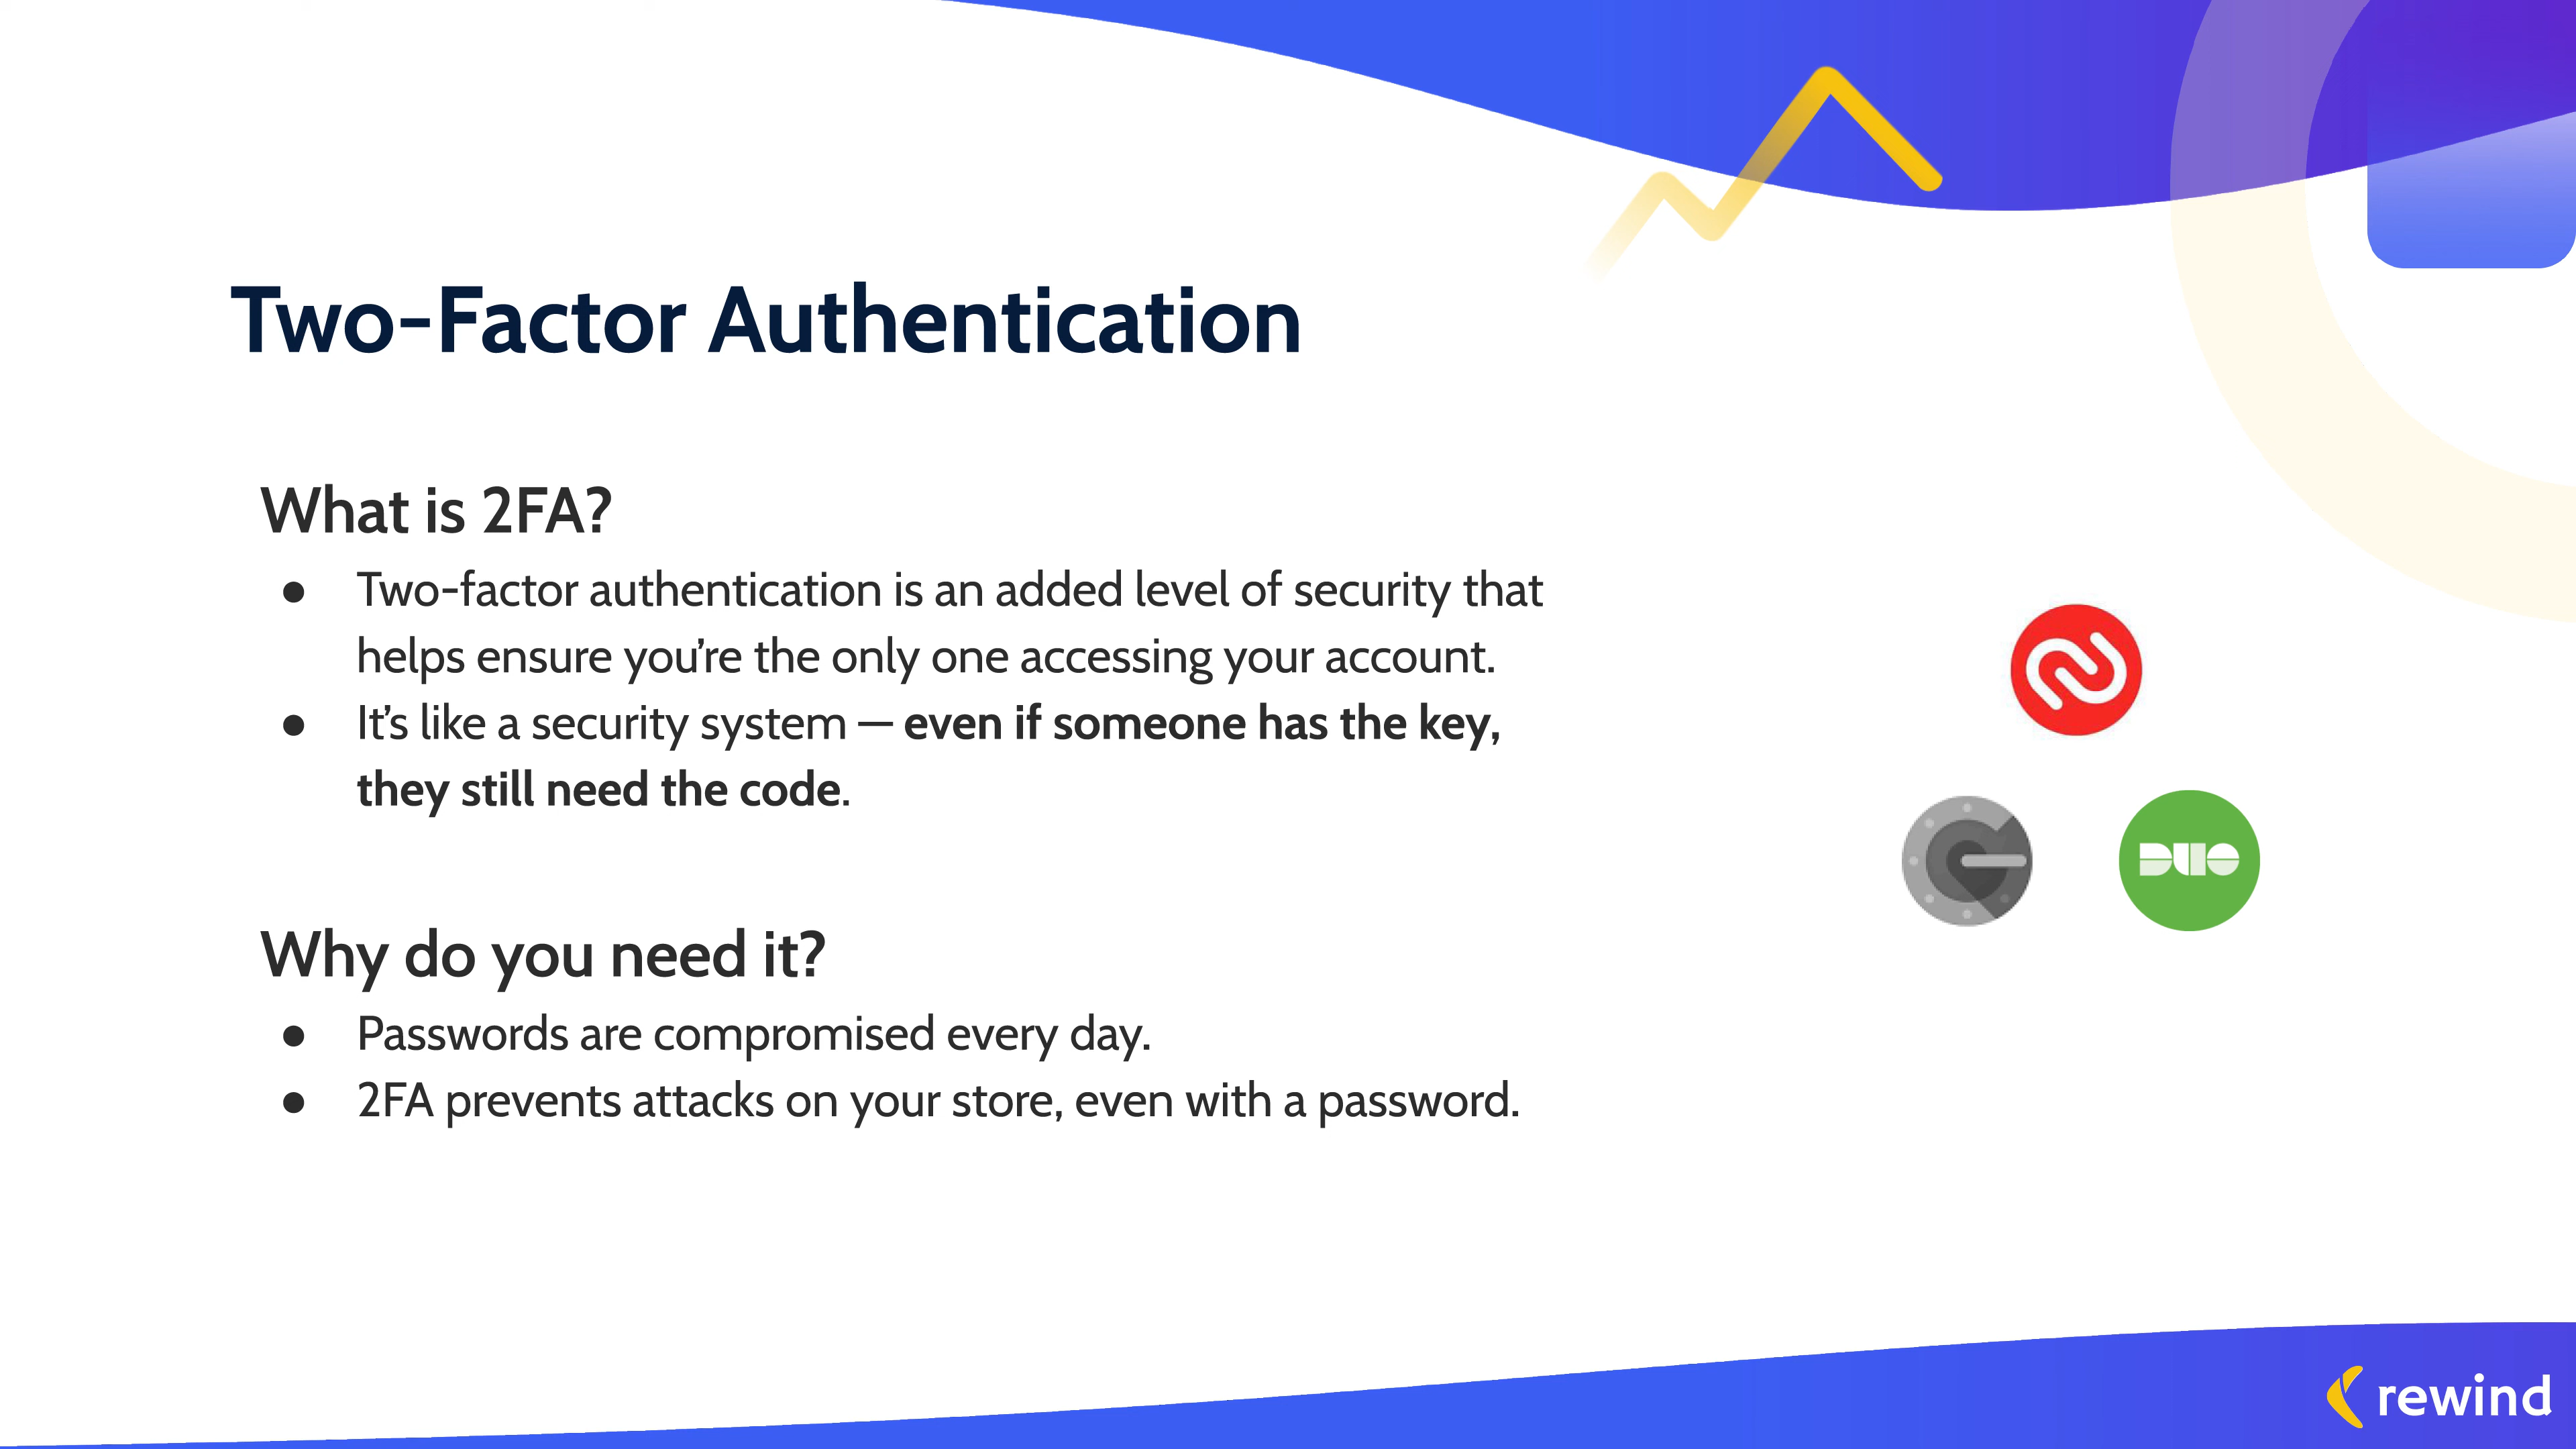 Two-Factor Authentication
What is 2FA?
● Two-factor authentication is an added level of security that
helps ensure you’re the only one accessing your account.
● It’s like a security system — even if someone has the key,
they still need the code.
Why do you need it?
● Passwords are compromised every day.
● 2FA prevents attacks on your store, even with a password.
DUO
rewind